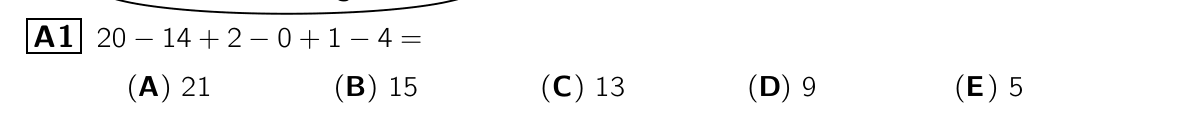 A1 20 − 14 + 2 − 0 + 1 − 4 =
(A) 21 (B) 15 (C) 13 (D) 9 (E) 5